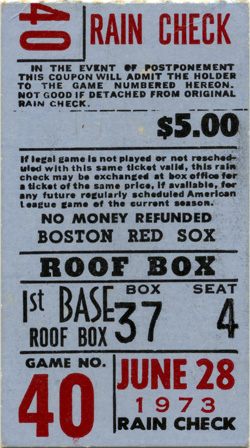 40 RAIN CHECK
IN THE EVENT OF POSTPONEMENT
THIS COUPON WILL ADMIT THE HOLDER
TO THE GAME NUMBERED HEREON.
NOT GOOD IF DETACHED FROM ORIGINAL
RAIN CHECK.
$5.00
If legal game is not played or not resched-
uled with this same ticket valid, this rain
check may be exchanged at box office for
a ticket of the same price, if available, for
any future regularly scheduled American
League game of the current season.
NO MONEY REFUNDED
BOSTON RED SOX
ROOF BOX
1st BASE
ROOF BOX
BOX
37
SEAT
4
GAME NO.
40
JUNE 28
1973
RAIN CHECK